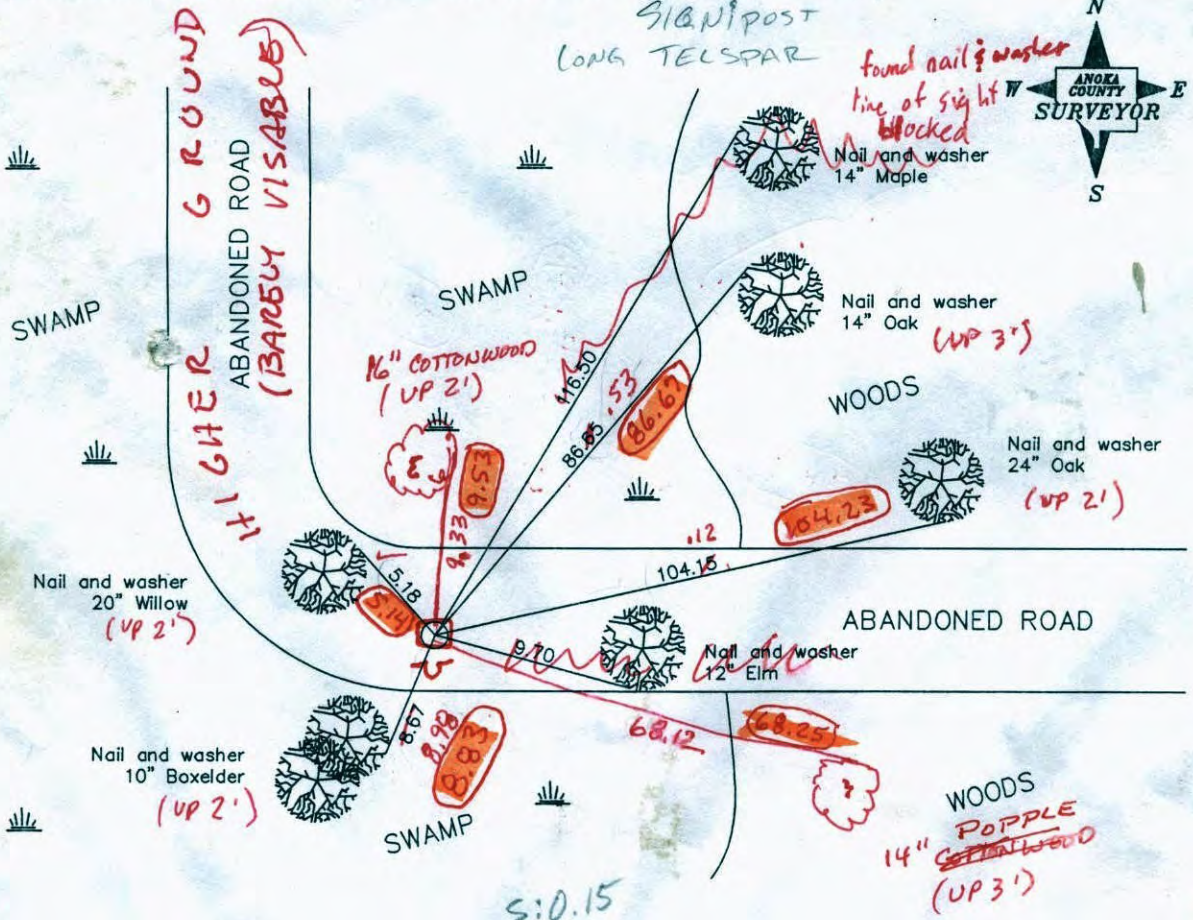 SIGN/POST
LONG TELSPAR
found nail & washer
line of sight
blocked
N
W
E
S
ANOKA
COUNTY
SURVEYOR
HIGHER GROUND
ABANDONED ROAD
(BARELY VISABLE)
Nail and washer
14" Maple
SWAMP
SWAMP
Nail and washer
14" Oak
(UP 3')
16" COTTONWOOD
(UP 2')
116.50
86.65
.53
86.67
WOODS
Nail and washer
24" Oak
(UP 2')
9.33
9.53
104.23
.12
104.15
Nail and washer
20" Willow
(UP 2')
5.18
5.14
ABANDONED ROAD
9.70
Nail and washer
12" Elm
68.12
68.25
Nail and washer
10" Boxelder
(UP 2')
8.67
8.98
8.83
SWAMP
WOODS
14" POPPLE
COTTONWOOD
(UP 3')
S:0.15